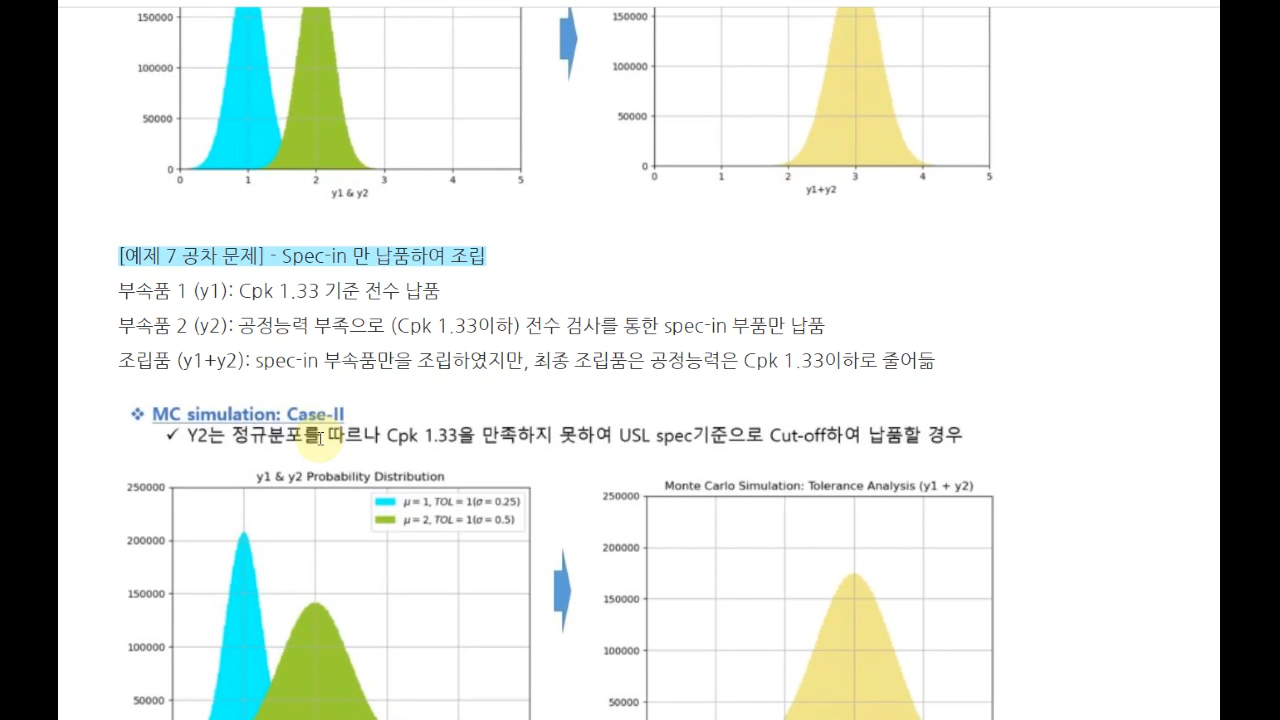 150000
100000
50000
0
0 1 2 3 4 5
y1 & y2
150000
100000
50000
0
0 1 2 3 4 5
y1+y2
[예제 7 공차 문제] - Spec-in 만 납품하여 조립
부속품 1 (y1): Cpk 1.33 기준 전수 납품
부속품 2 (y2): 공정능력 부족으로 (Cpk 1.33이하) 전수 검사를 통한 spec-in 부품만 납품
조립품 (y1+y2): spec-in 부속품만을 조립하였지만, 최종 조립품은 공정능력은 Cpk 1.33이하로 줄어듦
❖ MC simulation: Case-II
✓ Y2는 정규분포를 따르나 Cpk 1.33을 만족하지 못하여 USL spec기준으로 Cut-off하여 납품할 경우
y1 & y2 Probability Distribution
250000
200000
150000
100000
50000
μ = 1, TOL = 1(σ = 0.25)
μ = 2, TOL = 1(σ = 0.5)
Monte Carlo Simulation: Tolerance Analysis (y1 + y2)
250000
200000
150000
100000
50000